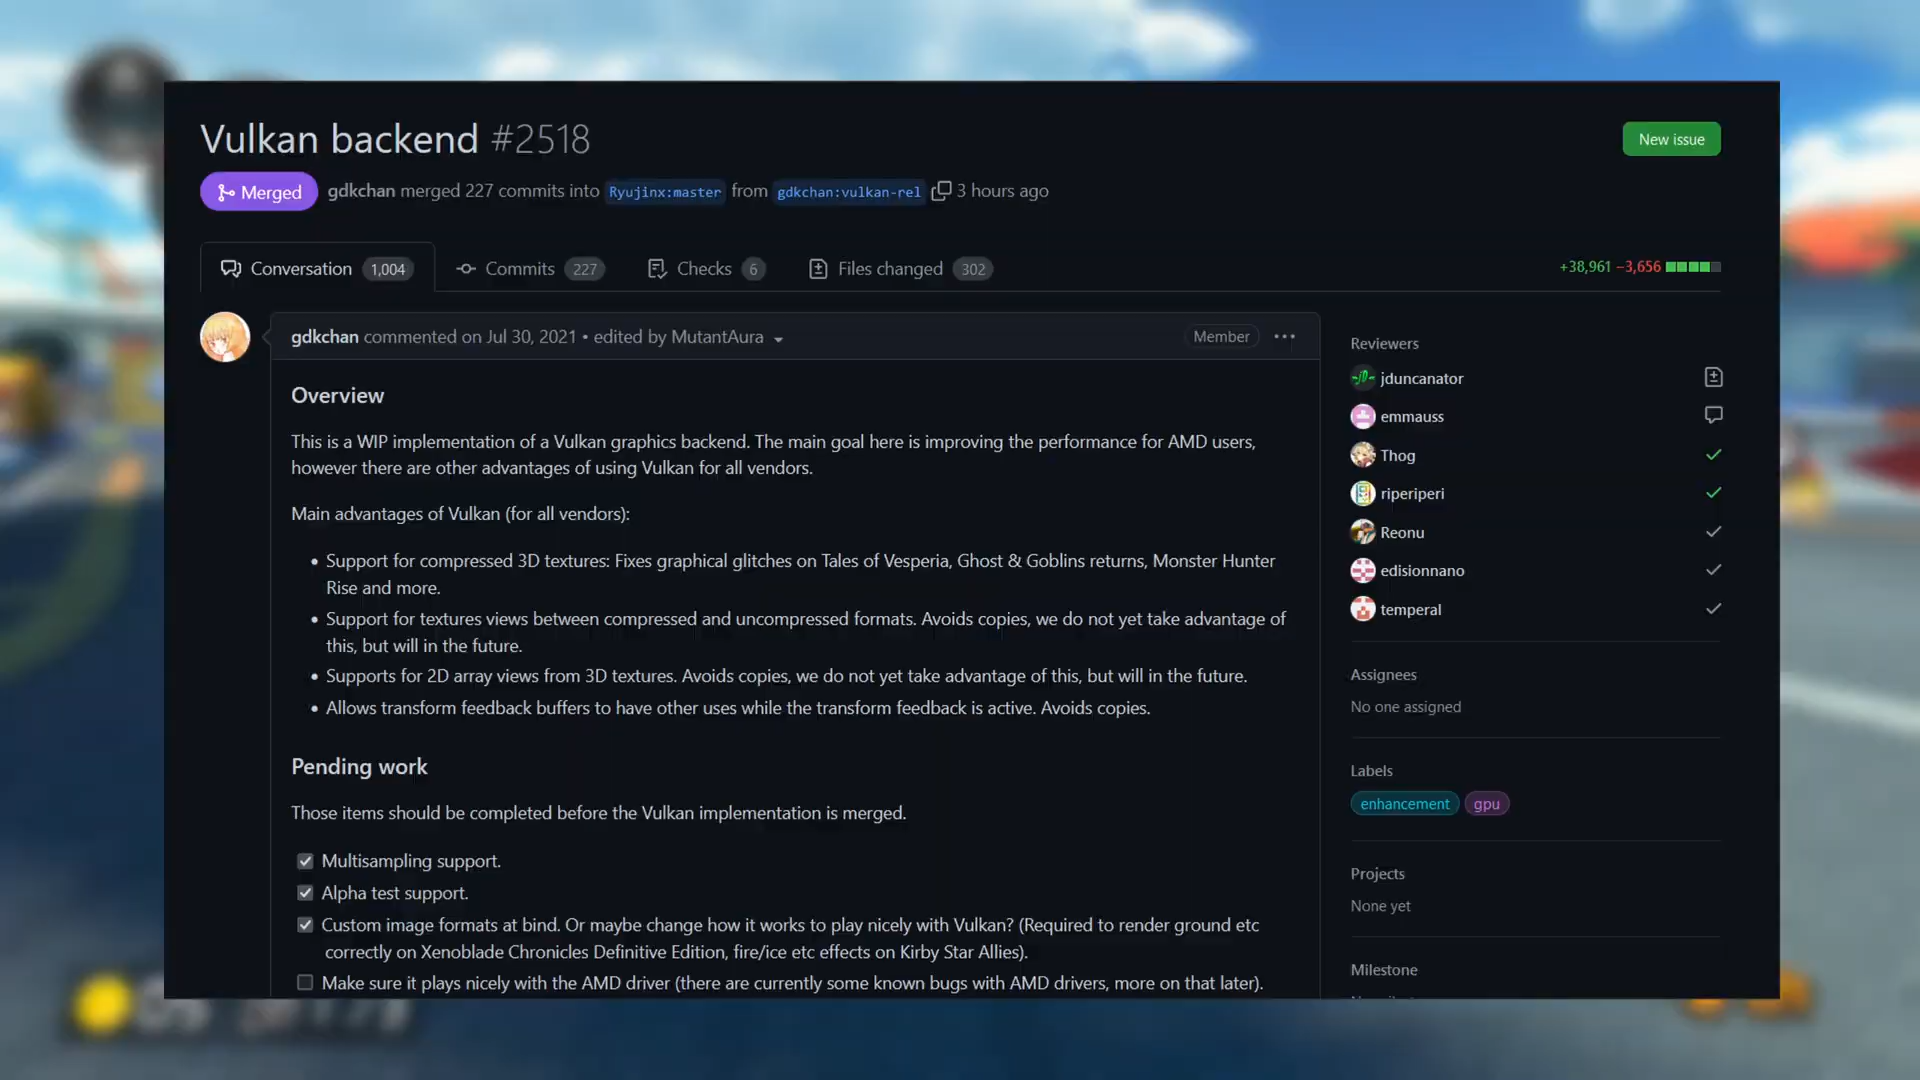 Vulkan backend #2518
New issue
Merged
gdkchan merged 227 commits into Ryujinx:master from gdkchan:vulkan-rel 3 hours ago
Conversation 1,004
Commits 227
Checks 6
Files changed 302
+38,961 −3,656
gdkchan commented on Jul 30, 2021 • edited by MutantAura
Member
Overview
This is a WIP implementation of a Vulkan graphics backend. The main goal here is improving the performance for AMD users,
however there are other advantages of using Vulkan for all vendors.
Main advantages of Vulkan (for all vendors):
• Support for compressed 3D textures: Fixes graphical glitches on Tales of Vesperia, Ghost & Goblins returns, Monster Hunter
Rise and more.
• Support for textures views between compressed and uncompressed formats. Avoids copies, we do not yet take advantage of
this, but will in the future.
• Supports for 2D array views from 3D textures. Avoids copies, we do not yet take advantage of this, but will in the future.
• Allows transform feedback buffers to have other uses while the transform feedback is active. Avoids copies.
Pending work
Those items should be completed before the Vulkan implementation is merged.
Multisampling support.
Alpha test support.
Custom image formats at bind. Or maybe change how it works to play nicely with Vulkan? (Required to render ground etc
correctly on Xenoblade Chronicles Definitive Edition, fire/ice etc effects on Kirby Star Allies).
Make sure it plays nicely with the AMD driver (there are currently some known bugs with AMD drivers, more on that later).
Reviewers
jduncanator
emmauss
Thog
riperiperi
Reonu
edisionnano
temperal
Assignees
No one assigned
Labels
enhancement
gpu
Projects
None yet
Milestone